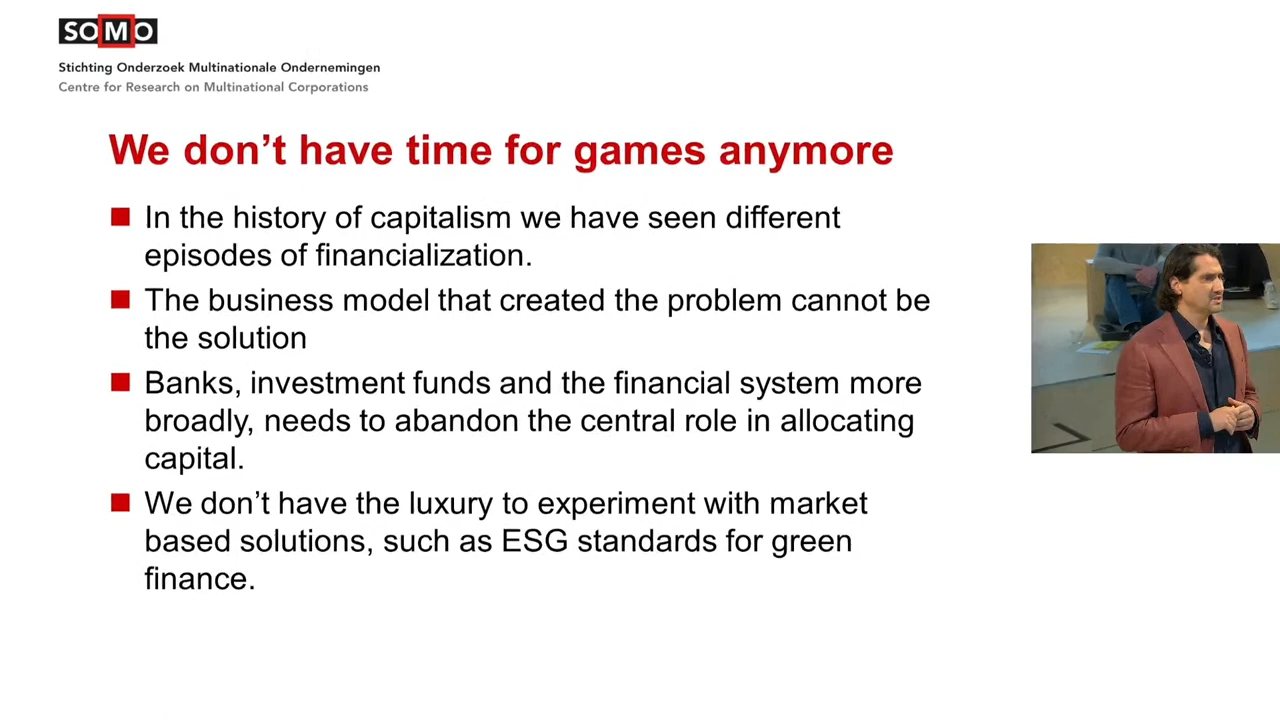 SOMO
Stichting Onderzoek Multinationale Ondernemingen
Centre for Research on Multinational Corporations
We don’t have time for games anymore
In the history of capitalism we have seen different
episodes of financialization.
The business model that created the problem cannot be
the solution
Banks, investment funds and the financial system more
broadly, needs to abandon the central role in allocating
capital.
We don’t have the luxury to experiment with market
based solutions, such as ESG standards for green
finance.